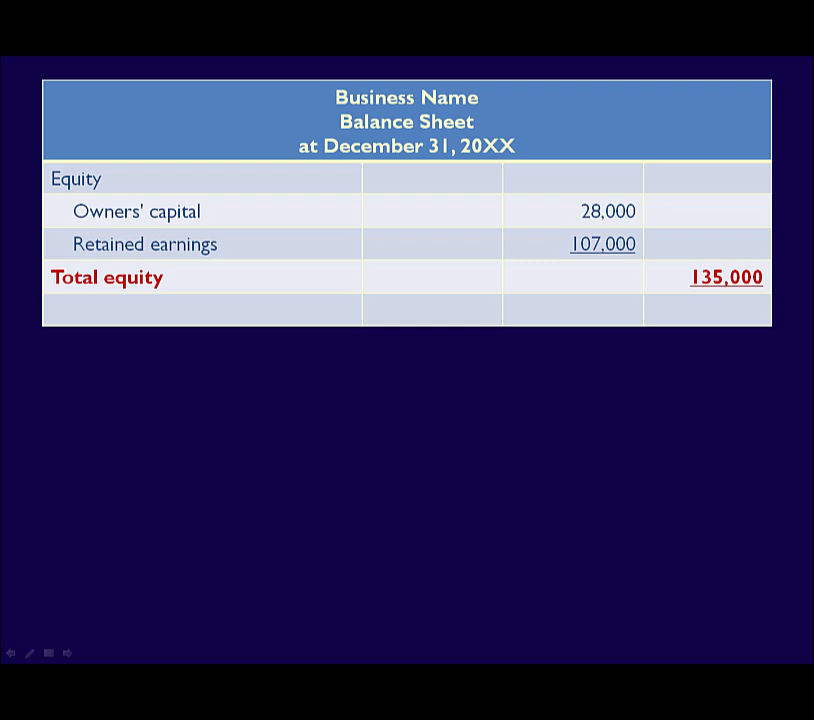 Business Name
Balance Sheet
at December 31, 20XX
Equity
Owners' capital 28,000
Retained earnings 107,000
Total equity 135,000